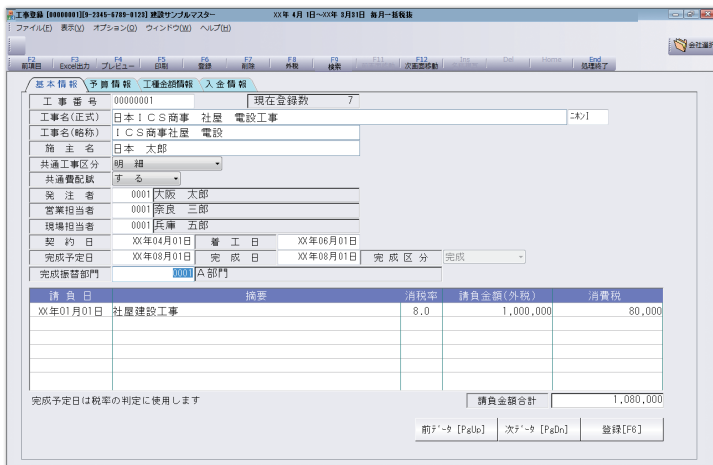 工事登録 [00000001][9-2345-6789-0123] 建設サンプルマスター XX年 4月 1日～XX年 3月31日 毎月一括税抜
ファイル(F) 表示(V) オプション(O) ウィンドウ(W) ヘルプ(H)
会社選択
F2 F3 F4 F5 F6 F7 F8 F9 F11 F12 Ins Del Home End
前項目 Excel出力 プレビュー 印刷 登録 削除 外税 検索 次画面移動 処理終了
基本情報 予算情報 工種金額情報 入金情報
工事番号 00000001 現在登録数 7
工事名(正式) 日本ＩＣＳ商事 社屋 電設工事 ﾆﾎﾝI
工事名(略称) ＩＣＳ商事社屋 電設
施主名 日本 太郎
共通工事区分 明細
共通費配賦 する
発注者 0001 大阪 太郎
営業担当者 0001 奈良 三郎
現場担当者 0001 兵庫 五郎
契約日 XX年04月01日 着工日 XX年06月01日
完成予定日 XX年08月01日 完成日 XX年08月01日 完成区分 完成
完成振替部門 0001 Ａ部門
請負日 摘要 消税率 請負金額(外税) 消費税
XX年01月01日 社屋建設工事 8.0 1,000,000 80,000
完成予定日は税率の判定に使用します 請負金額合計 1,080,000
前ﾃﾞｰﾀ [PgUp] 次ﾃﾞｰﾀ [PgDn] 登録[F6]